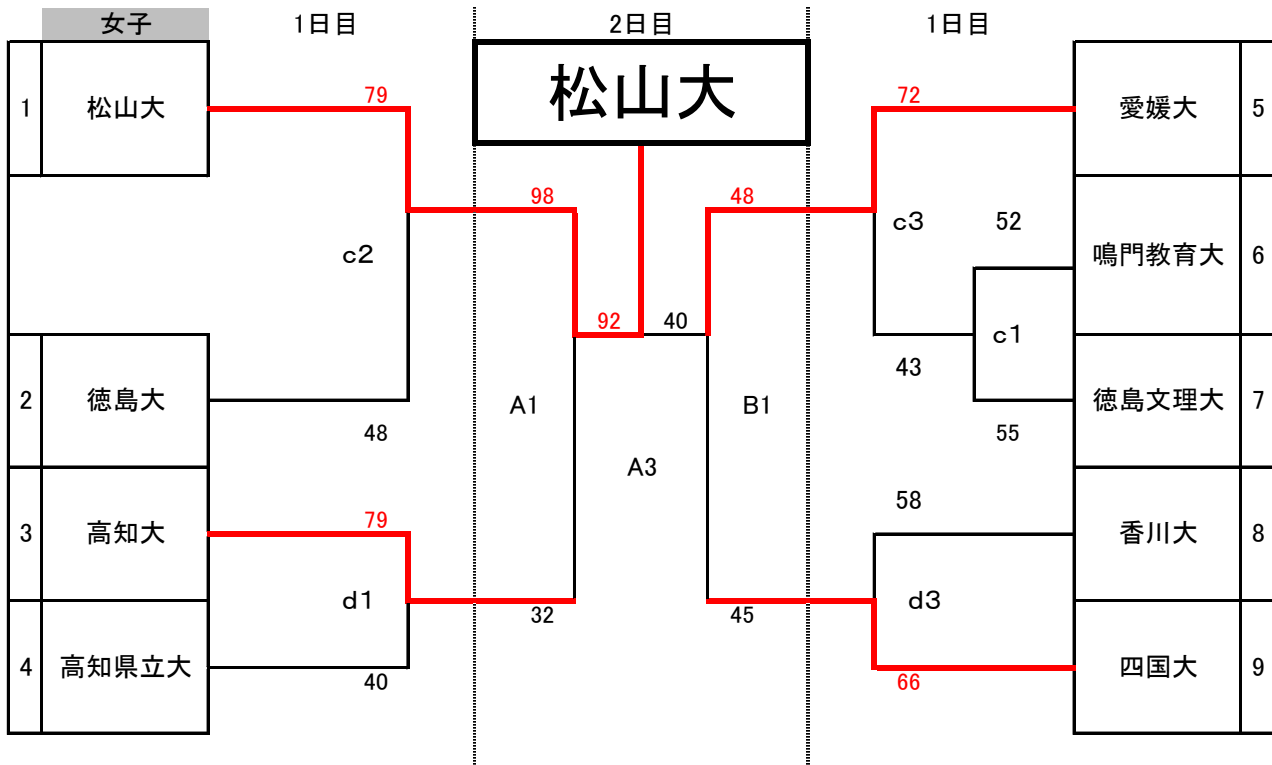 女子 1日目 2日目 1日目
松山大
1 松山大 79 72 愛媛大 5
98 48
c2 c3 52 鳴門教育大 6
92 40 c1
43
2 徳島大 A1 B1 徳島文理大 7
48 55
A3
79 58
3 高知大 香川大 8
d1 32 45 d3
4 高知県立大 40 66 四国大 9